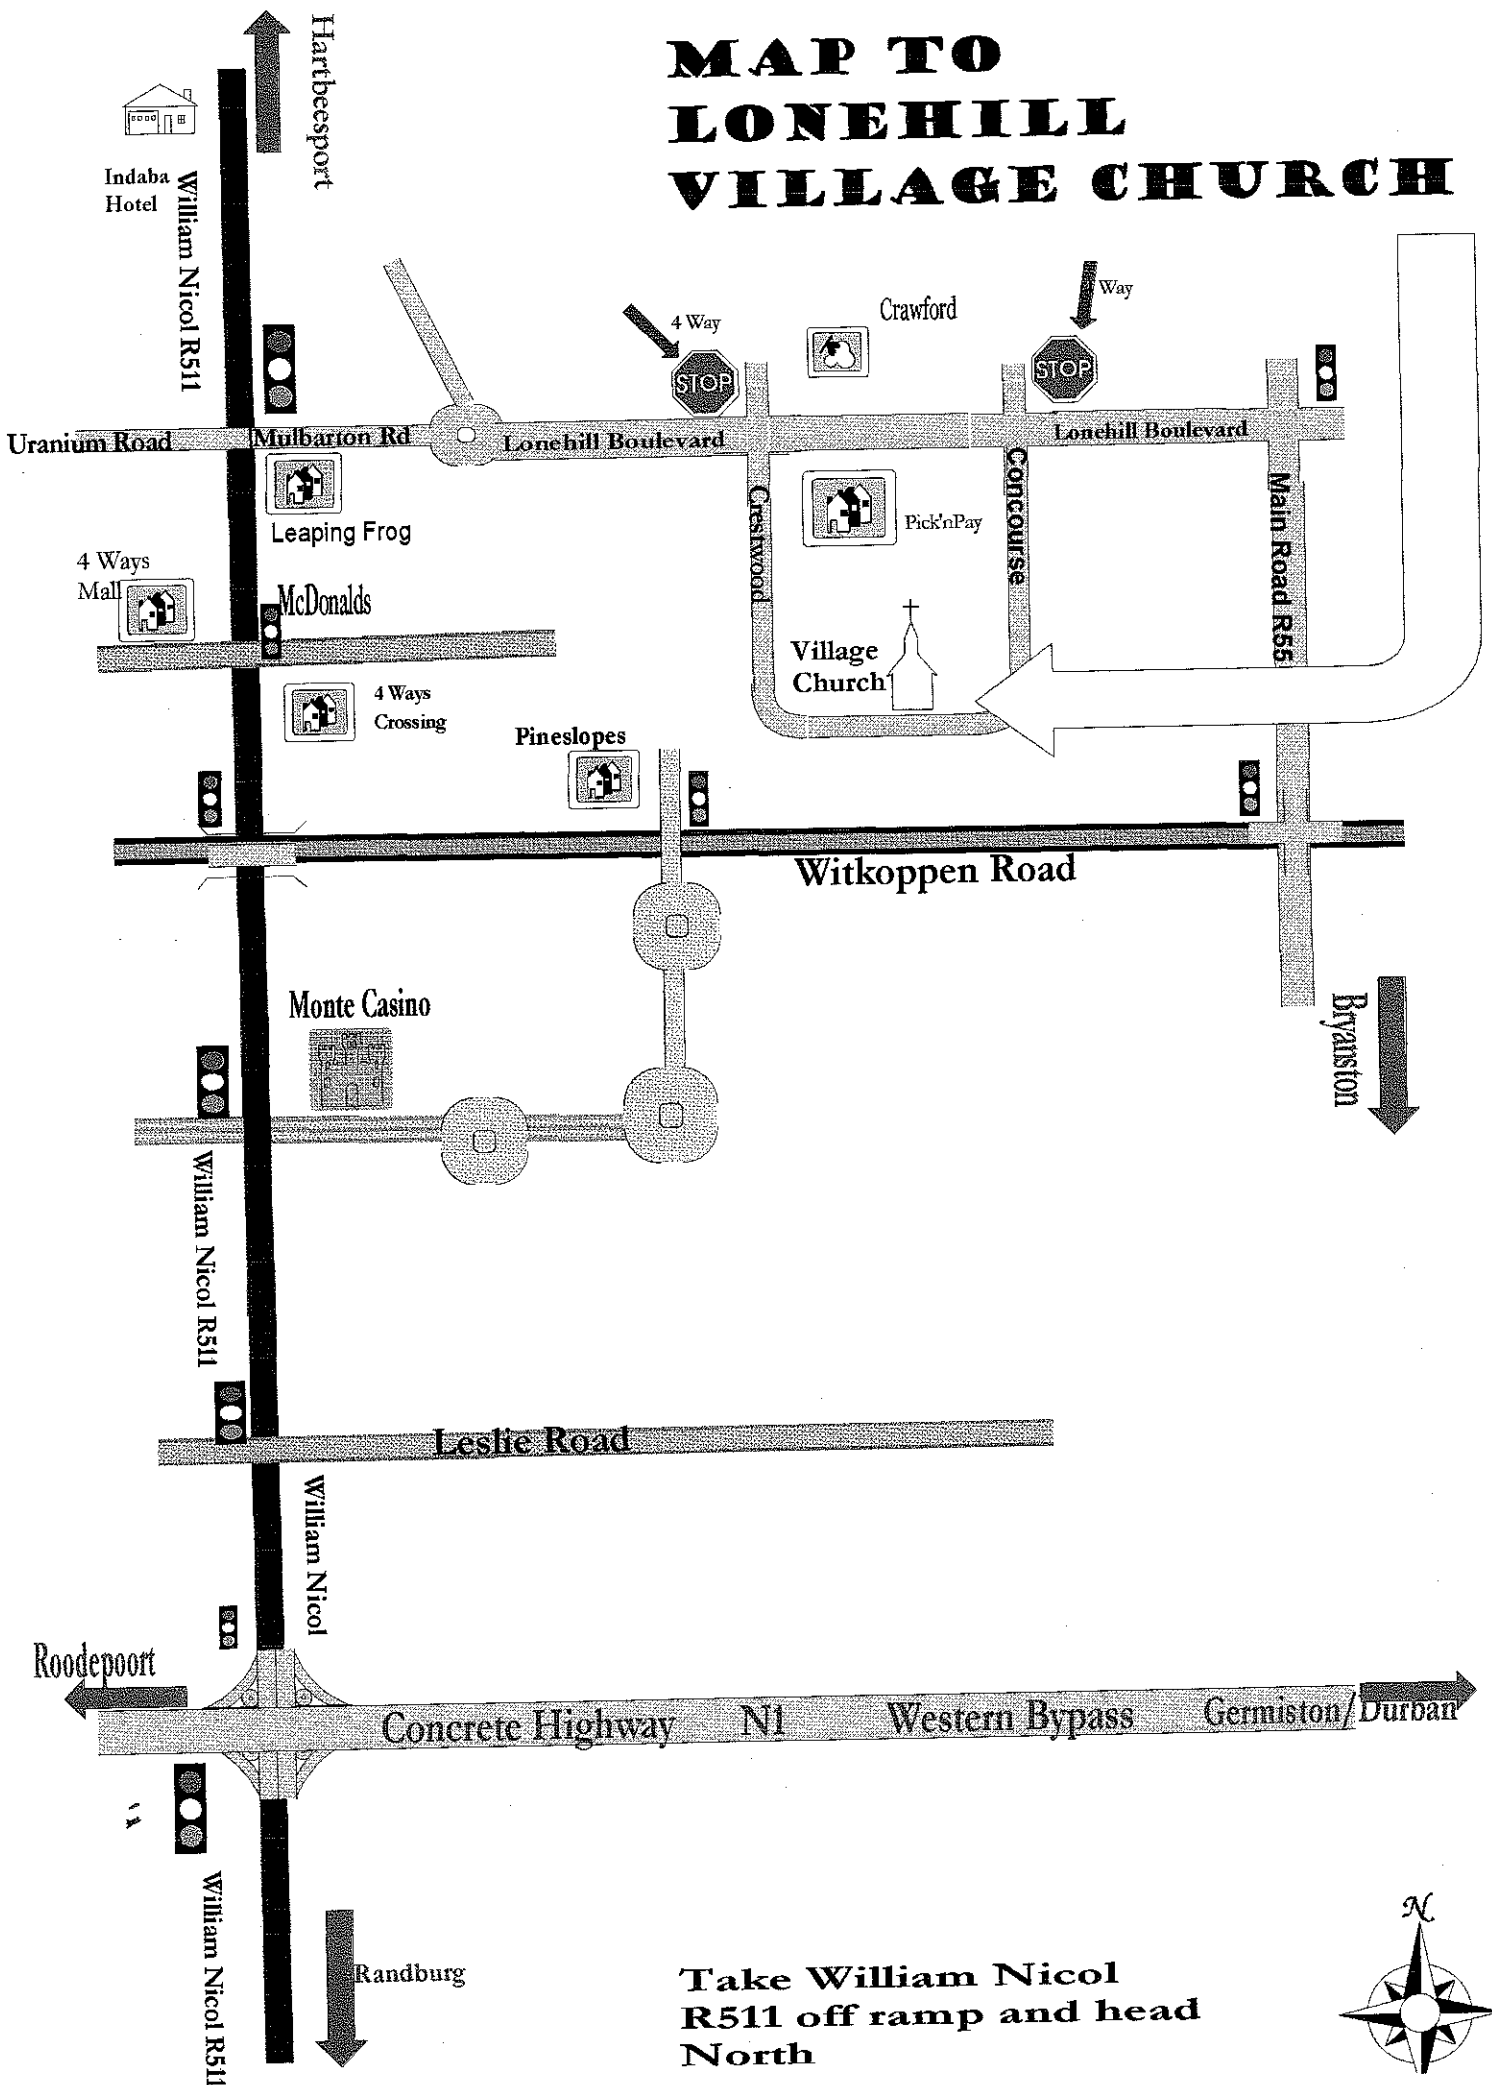 MAP TO
LONEHILL
VILLAGE CHURCH
Hartbeesport
Indaba
Hotel
William Nicol R511
4 Way
STOP
Crawford
Way
STOP
Uranium Road
Mulbarton Rd
Lonehill Boulevard
Lonehill Boulevard
Leaping Frog
Crestwood
Pick'nPay
Concourse
Main Road R55
4 Ways
Mall
McDonalds
Village
Church
4 Ways
Crossing
Pineslopes
Witkoppen Road
Monte Casino
Bryanston
William Nicol R511
Leslie Road
William Nicol
Roodepoort
Concrete Highway N1 Western Bypass Germiston/Durban
William Nicol R511
Randburg
N
Take William Nicol
R511 off ramp and head
North